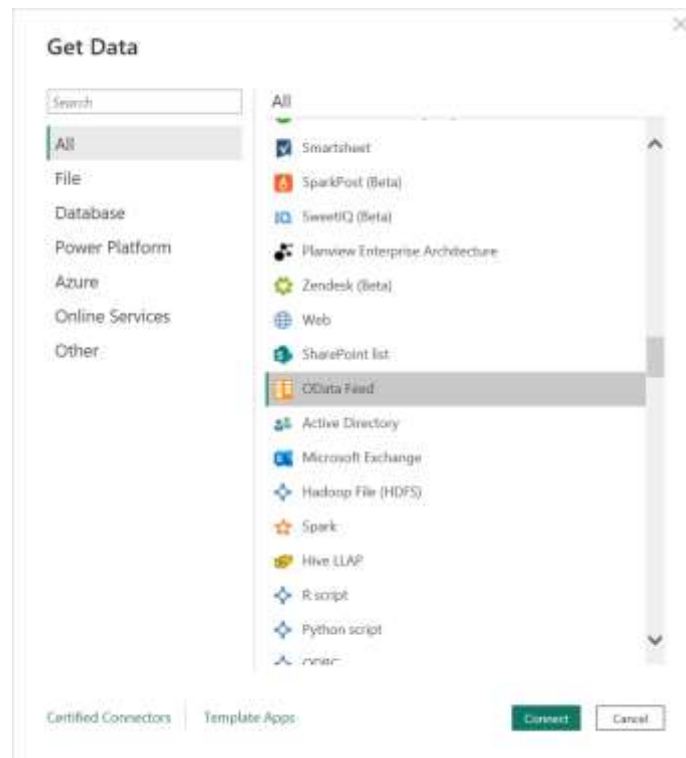 Get Data
Search
All
File
Database
Power Platform
Azure
Online Services
Other
All
Smartsheet
SparkPost (Beta)
SweetIQ (Beta)
Planview Enterprise Architecture
Zendesk (Beta)
Web
SharePoint list
OData Feed
Active Directory
Microsoft Exchange
Hadoop File (HDFS)
Spark
Hive LLAP
R script
Python script
ODBC
Certified Connectors
Template Apps
Connect
Cancel